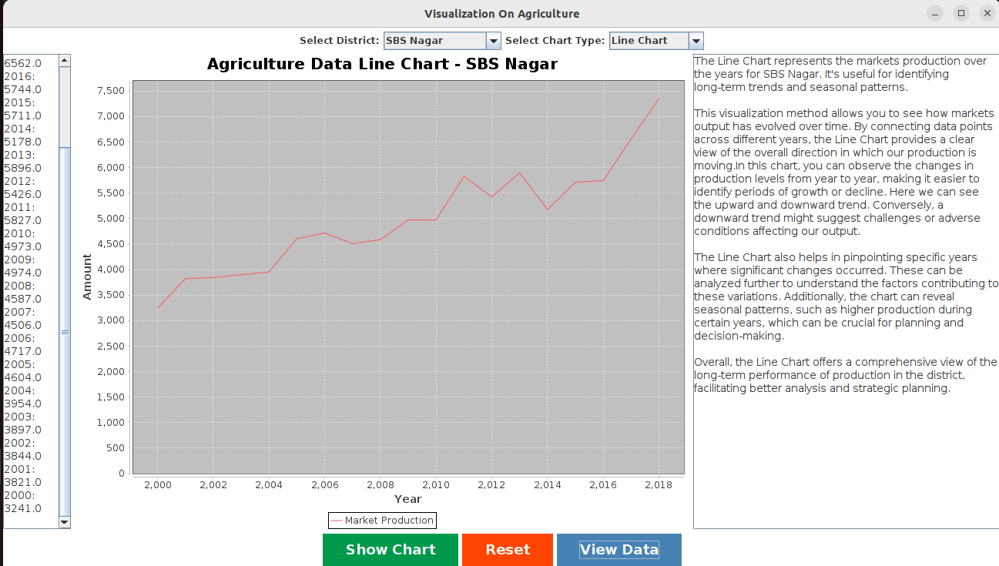 Visualization On Agriculture
Select District: SBS Nagar Select Chart Type: Line Chart
6562.0
2016:
5744.0
2015:
5711.0
2014:
5178.0
2013:
5896.0
2012:
5426.0
2011:
5827.0
2010:
4973.0
2009:
4974.0
2008:
4587.0
2007:
4506.0
2006:
4717.0
2005:
4604.0
2004:
3954.0
2003:
3897.0
2002:
3844.0
2001:
3821.0
2000:
3241.0
Agriculture Data Line Chart - SBS Nagar
Amount
7,500
7,000
6,500
6,000
5,500
5,000
4,500
4,000
3,500
3,000
2,500
2,000
1,500
1,000
500
0
2,000 2,002 2,004 2,006 2,008 2,010 2,012 2,014 2,016 2,018
Year
Market Production
The Line Chart represents the markets production over
the years for SBS Nagar. It's useful for identifying
long-term trends and seasonal patterns.
This visualization method allows you to see how markets
output has evolved over time. By connecting data points
across different years, the Line Chart provides a clear
view of the overall direction in which our production is
moving.In this chart, you can observe the changes in
production levels from year to year, making it easier to
identify periods of growth or decline. Here we can see
the upward and downward trend. Conversely, a
downward trend might suggest challenges or adverse
conditions affecting our output.
The Line Chart also helps in pinpointing specific years
where significant changes occurred. These can be
analyzed further to understand the factors contributing to
these variations. Additionally, the chart can reveal
seasonal patterns, such as higher production during
certain years, which can be crucial for planning and
decision-making.
Overall, the Line Chart offers a comprehensive view of the
long-term performance of production in the district,
facilitating better analysis and strategic planning.
Show Chart Reset View Data